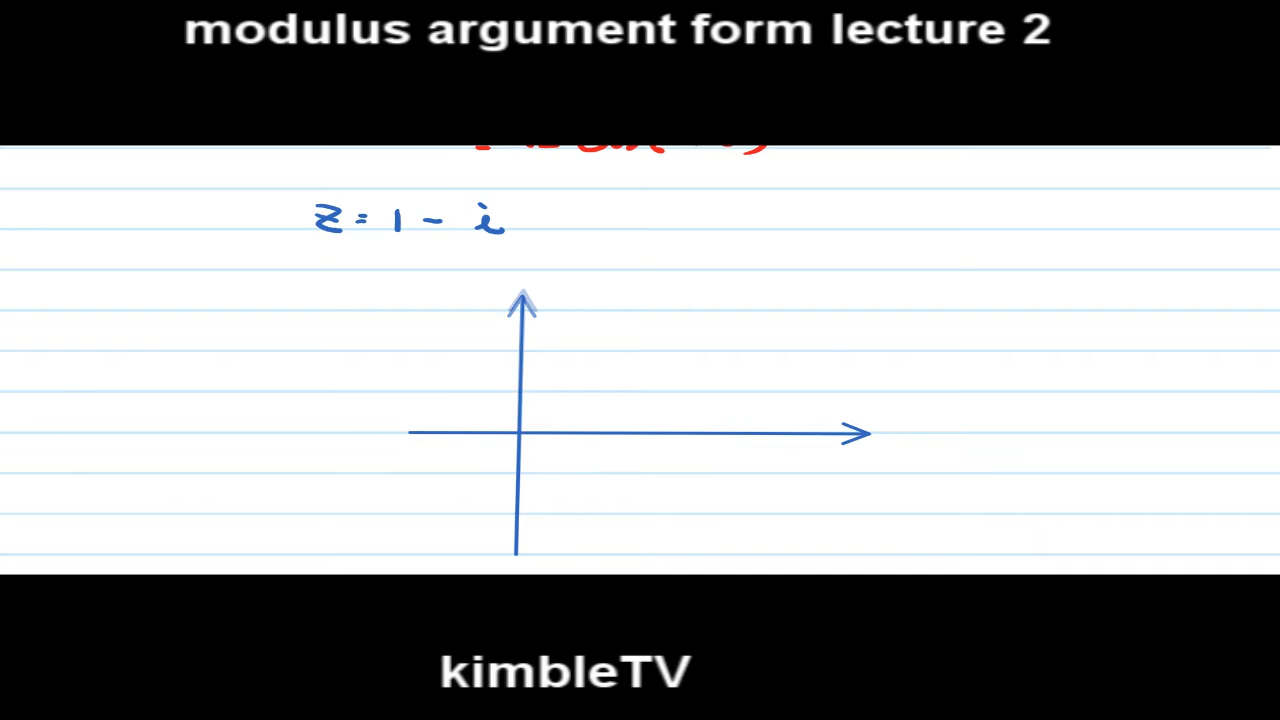 modulus argument form lecture 2
z = 1 - i
kimbleTV